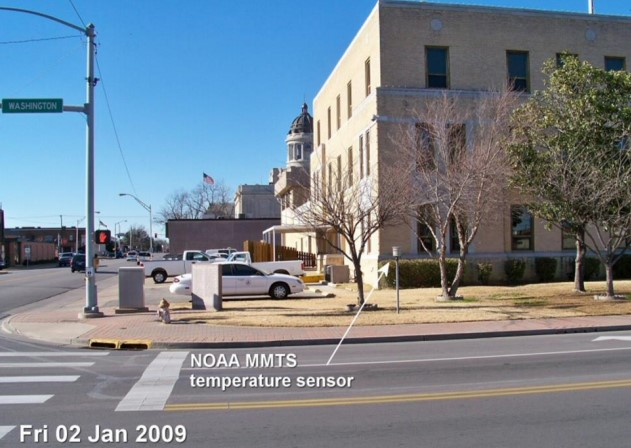 WASHINGTON
NOAA MMTS
temperature sensor
Fri 02 Jan 2009